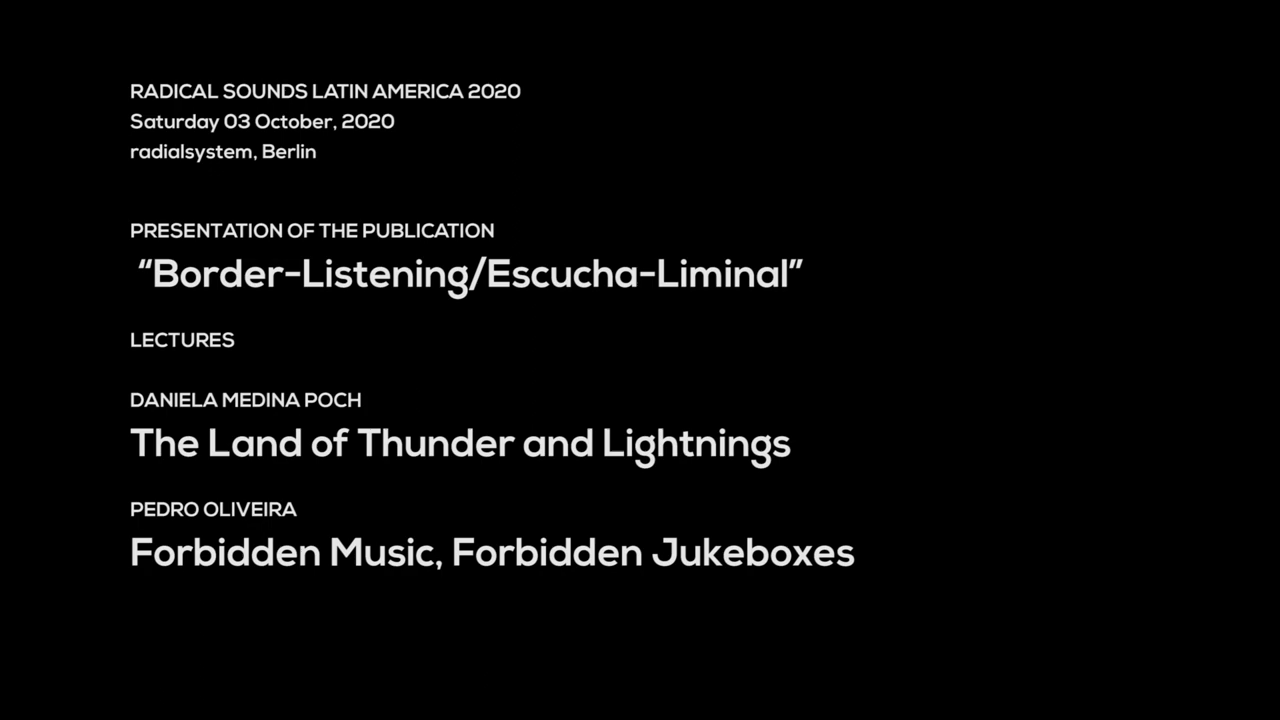 RADICAL SOUNDS LATIN AMERICA 2020
Saturday 03 October, 2020
radialsystem, Berlin
PRESENTATION OF THE PUBLICATION
“Border-Listening/Escucha-Liminal”
LECTURES
DANIELA MEDINA POCH
The Land of Thunder and Lightnings
PEDRO OLIVEIRA
Forbidden Music, Forbidden Jukeboxes